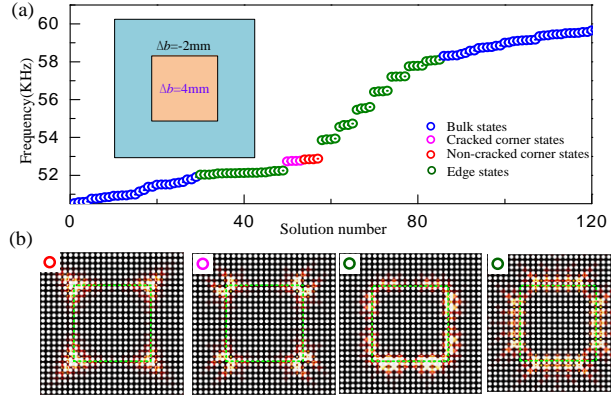 (a)
60
58
56
54
52
Frequency(KHz)
Δb=-2mm
Δb=4mm
Bulk states
Cracked corner states
Non-cracked corner states
Edge states
0 40 80 120
Solution number
(b)